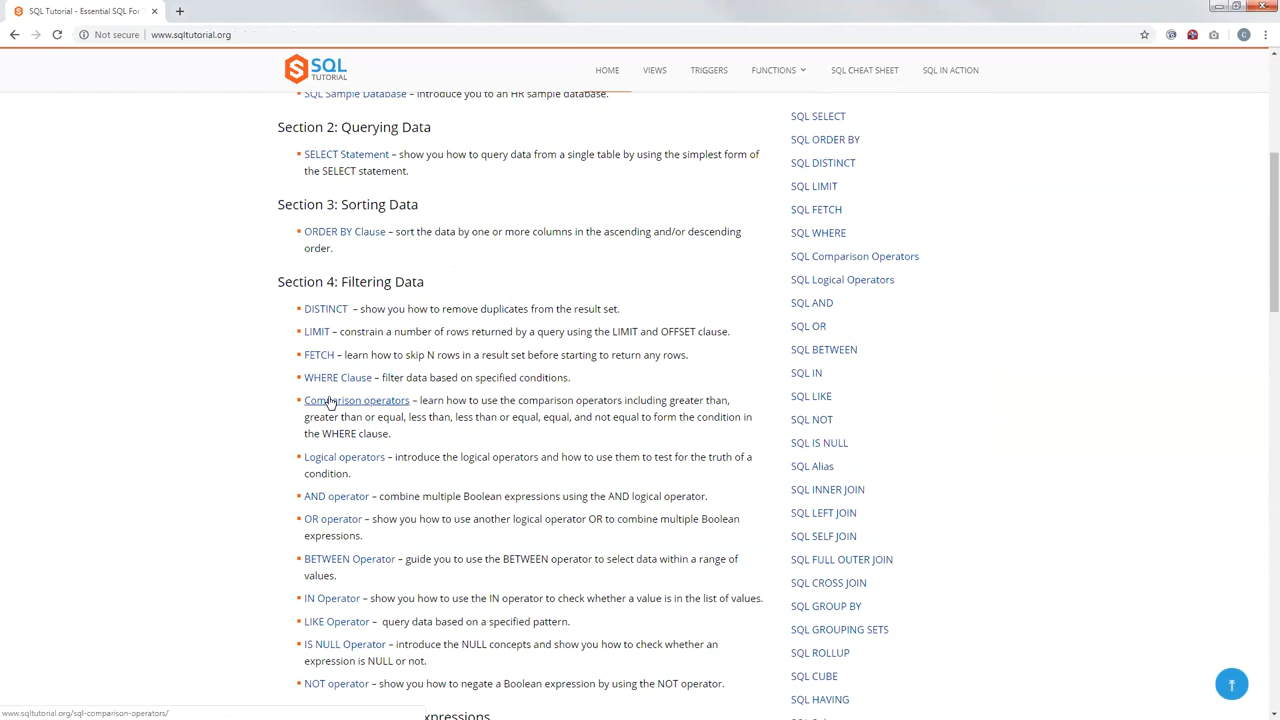 SQL Tutorial - Essential SQL For
Not secure www.sqltutorial.org
SQL TUTORIAL
HOME VIEWS TRIGGERS FUNCTIONS SQL CHEAT SHEET SQL IN ACTION
SQL Sample Database – introduce you to an HR sample database.
Section 2: Querying Data
SELECT Statement – show you how to query data from a single table by using the simplest form of
the SELECT statement.
Section 3: Sorting Data
ORDER BY Clause – sort the data by one or more columns in the ascending and/or descending
order.
Section 4: Filtering Data
DISTINCT – show you how to remove duplicates from the result set.
LIMIT – constrain a number of rows returned by a query using the LIMIT and OFFSET clause.
FETCH – learn how to skip N rows in a result set before starting to return any rows.
WHERE Clause – filter data based on specified conditions.
Comparison operators – learn how to use the comparison operators including greater than,
greater than or equal, less than, less than or equal, equal, and not equal to form the condition in
the WHERE clause.
Logical operators – introduce the logical operators and how to use them to test for the truth of a
condition.
AND operator – combine multiple Boolean expressions using the AND logical operator.
OR operator – show you how to use another logical operator OR to combine multiple Boolean
expressions.
BETWEEN Operator – guide you to use the BETWEEN operator to select data within a range of
values.
IN Operator – show you how to use the IN operator to check whether a value is in the list of values.
LIKE Operator – query data based on a specified pattern.
IS NULL Operator – introduce the NULL concepts and show you how to check whether an
expression is NULL or not.
NOT operator – show you how to negate a Boolean expression by using the NOT operator.
SQL SELECT
SQL ORDER BY
SQL DISTINCT
SQL LIMIT
SQL FETCH
SQL WHERE
SQL Comparison Operators
SQL Logical Operators
SQL AND
SQL OR
SQL BETWEEN
SQL IN
SQL LIKE
SQL NOT
SQL IS NULL
SQL Alias
SQL INNER JOIN
SQL LEFT JOIN
SQL SELF JOIN
SQL FULL OUTER JOIN
SQL CROSS JOIN
SQL GROUP BY
SQL GROUPING SETS
SQL ROLLUP
SQL CUBE
SQL HAVING
www.sqltutorial.org/sql-comparison-operators/